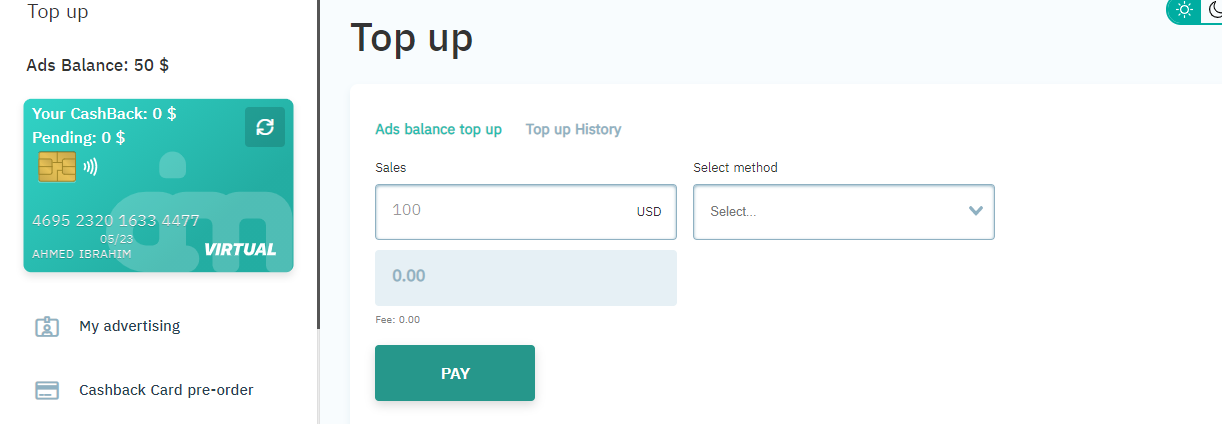 Top up
Ads Balance: 50 $
Your CashBack: 0 $
Pending: 0 $
4695 2320 1633 4477
05/23
AHMED IBRAHIM
VIRTUAL
My advertising
Cashback Card pre-order
Top up
Ads balance top up
Top up History
Sales
Select method
100
USD
Select...
0.00
Fee: 0.00
PAY